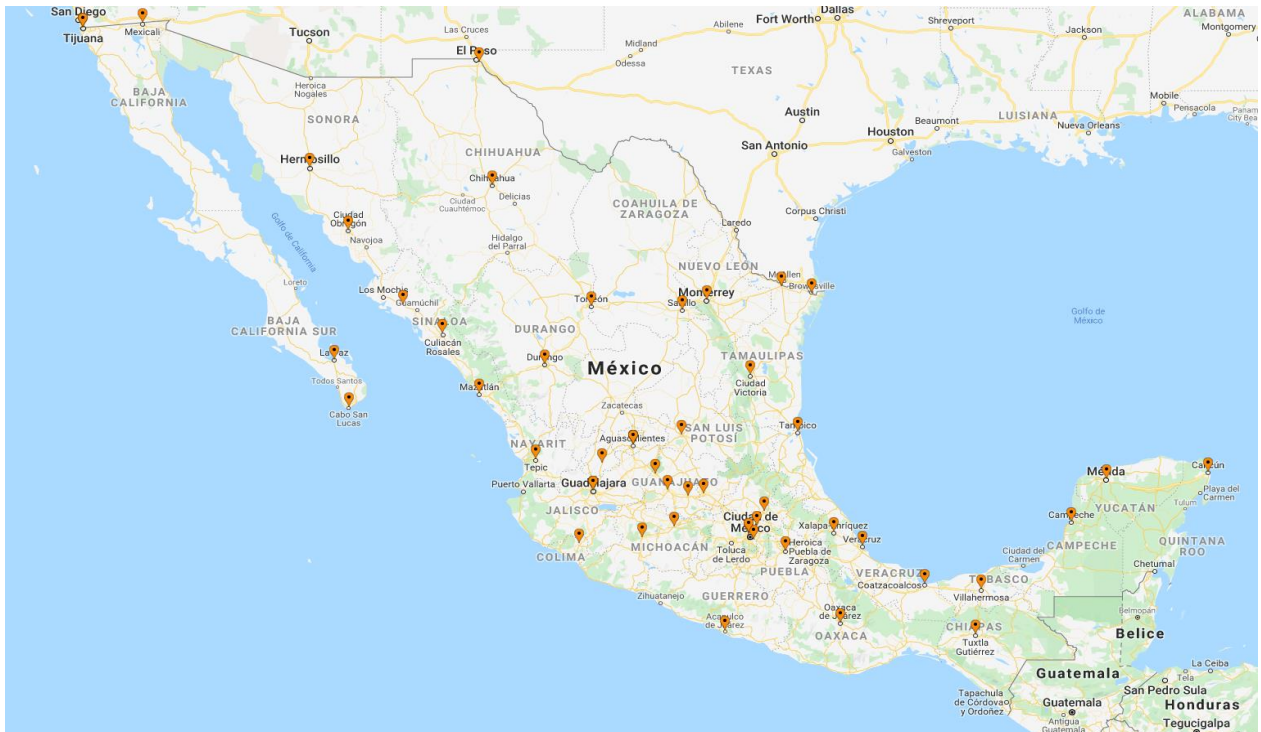 San Diego
Tijuana
Mexicali
Tucson
Las Cruces
El Paso
Abilene
Fort Worth
Dallas
Shreveport
Jackson
ALABAMA
Montgomery
Midland
Odessa
TEXAS
Heroica
Nogales
BAJA
CALIFORNIA
SONORA
Austin
Houston
Beaumont
LUISIANA
Mobile
Pensacola
Nueva Orleans
San Antonio
Galveston
Hermosillo
CHIHUAHUA
Chihuahua
Ciudad
Cuauhtémoc
Delicias
COAHUILA DE
ZARAGOZA
Corpus Christi
Laredo
Ciudad
Obregón
Navojoa
Golfo de California
Hidalgo
del Parral
NUEVO LEÓN
McAllen
Brownsville
Loreto
Los Mochis
Guamúchil
Torreón
Saltillo
Monterrey
Golfo de
México
BAJA
CALIFORNIA SUR
SINALOA
Culiacán
Rosales
DURANGO
Durango
México
TAMAULIPAS
Ciudad
Victoria
La Paz
Todos Santos
Cabo San
Lucas
Mazatlán
Zacatecas
Aguascalientes
SAN LUIS
POTOSÍ
Tampico
NAYARIT
Tepic
Puerto Vallarta
Guadalajara
GUANAJUATO
JALISCO
Mérida
Cancún
Playa del
Carmen
Tulum
YUCATÁN
Campeche
CAMPECHE
QUINTANA
ROO
Chetumal
Ciudad de
México
Xalapa Enríquez
Veracruz
COLIMA
MICHOACÁN
Toluca
de Lerdo
Heroica
Puebla de
Zaragoza
PUEBLA
VERACRUZ
Coatzacoalcos
Ciudad del
Carmen
TABASCO
Villahermosa
Zihuatanejo
GUERRERO
Acapulco
de Juárez
Oaxaca
de Juárez
OAXACA
CHIAPAS
Tuxtla
Gutiérrez
Belmopán
Belice
Guatemala
La Ceiba
Tela
San Pedro Sula
Honduras
Tapachula
de Córdova
y Ordoñez
Guatemala
Antigua
Guatemala
Tegucigalpa